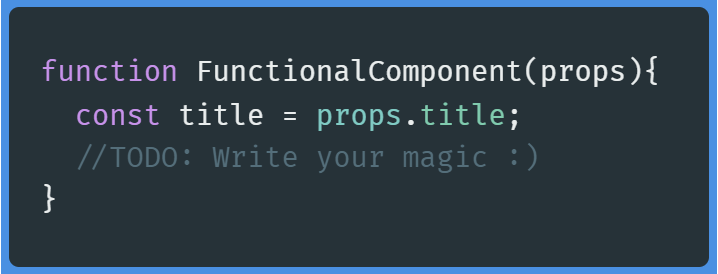 function FunctionalComponent(props){
  const title = props.title;
  //TODO: Write your magic :)
}